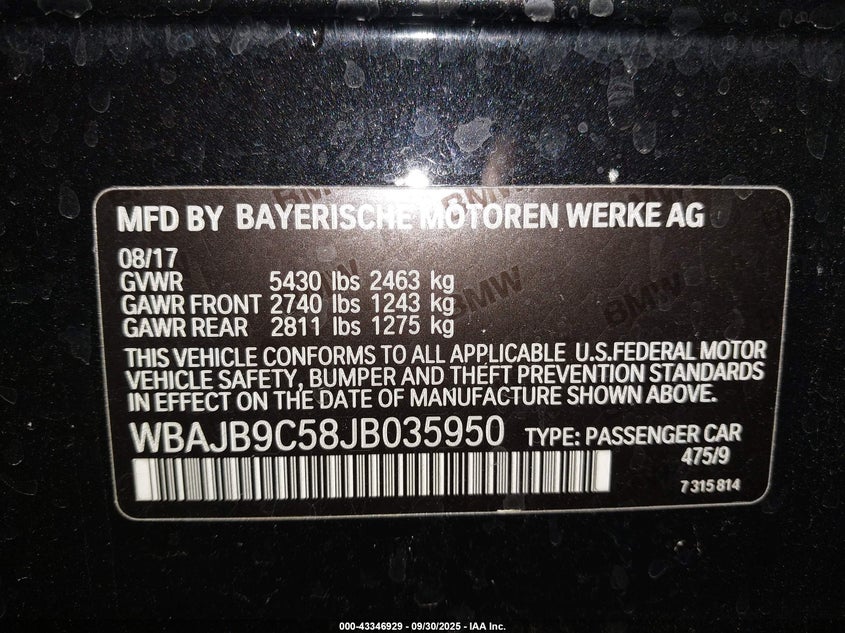 MFD BY BAYERISCHE MOTOREN WERKE AG
08/17
GVWR 5430 lbs 2463 kg
GAWR FRONT 2740 lbs 1243 kg
GAWR REAR 2811 lbs 1275 kg
THIS VEHICLE CONFORMS TO ALL APPLICABLE U.S.FEDERAL MOTOR
VEHICLE SAFETY, BUMPER AND THEFT PREVENTION STANDARDS
IN EFFECT ON THE DATE OF MANUFACTURE SHOWN ABOVE.
WBAJB9C58JB035950 TYPE: PASSENGER CAR
475/9
7 315 814
000-43346929 - 09/30/2025 - IAA Inc.